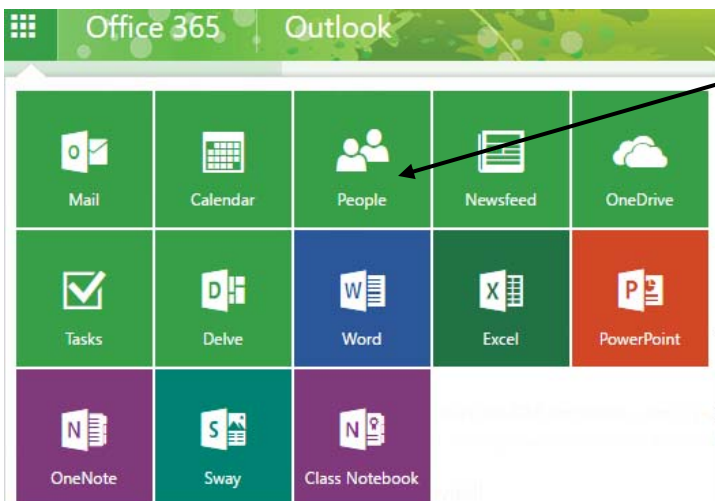 Office 365 Outlook
Mail Calendar People Newsfeed OneDrive
Tasks Delve Word Excel PowerPoint
OneNote Sway Class Notebook